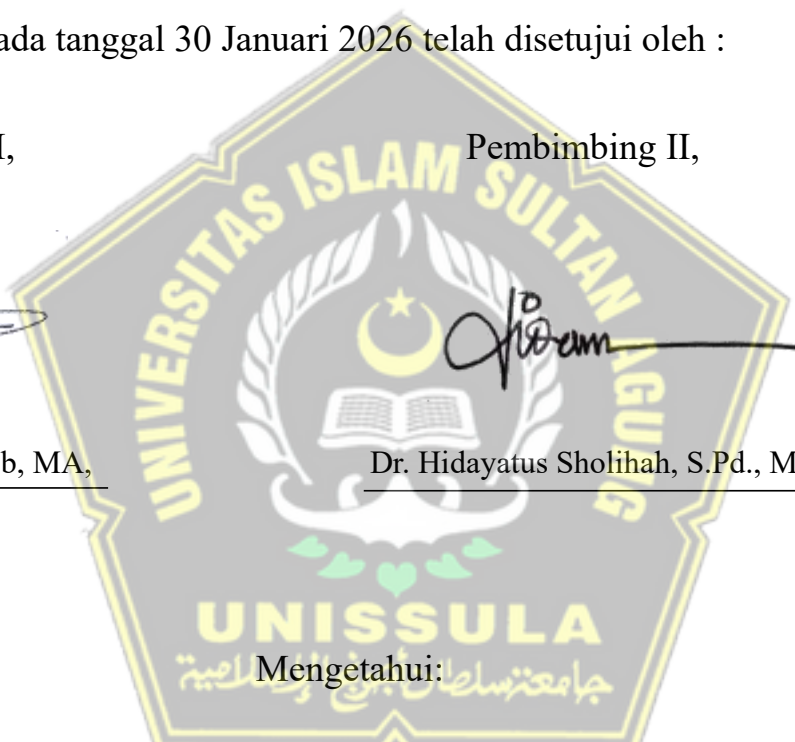 ada tanggal 30 Januari 2026 telah disetujui oleh :
I,
Pembimbing II,
UNIVERSITAS ISLAM SULTAN AGUNG
b, MA,
Dr. Hidayatus Sholihah, S.Pd., M
UNISSULA
جامعة سلطان أجونج الإسلامية
Mengetahui: